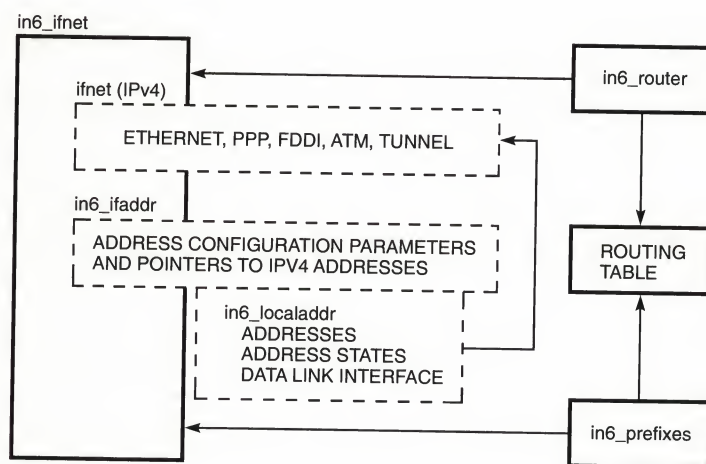 in6_ifnet
ifnet (IPv4)
ETHERNET, PPP, FDDI, ATM, TUNNEL
in6_ifaddr
ADDRESS CONFIGURATION PARAMETERS
AND POINTERS TO IPV4 ADDRESSES
in6_localaddr
ADDRESSES
ADDRESS STATES
DATA LINK INTERFACE
in6_router
ROUTING
TABLE
in6_prefixes